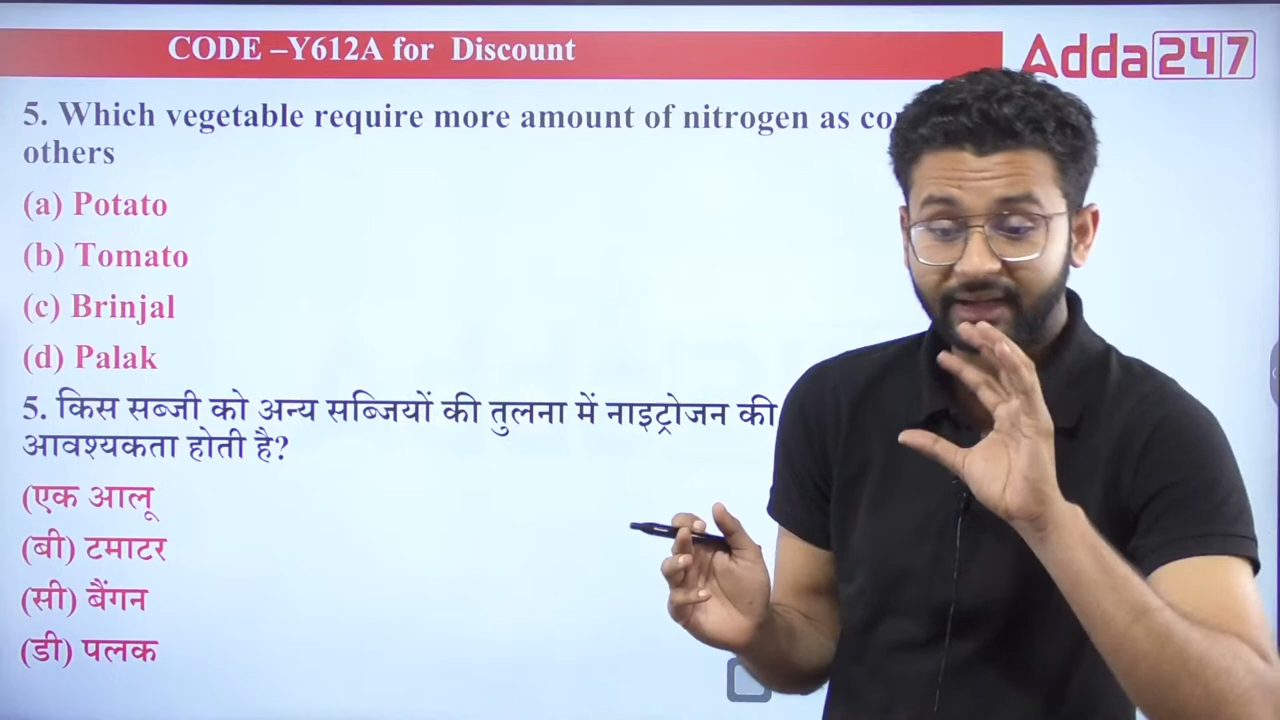 CODE –Y612A for Discount
Adda247
5. Which vegetable require more amount of nitrogen as
others
(a) Potato
(b) Tomato
(c) Brinjal
(d) Palak
5. किस सब्जी को अन्य सब्जियों की तुलना में नाइट्रोजन की
आवश्यकता होती है?
(एक आलू
(बी) टमाटर
(सी) बैंगन
(डी) पलक